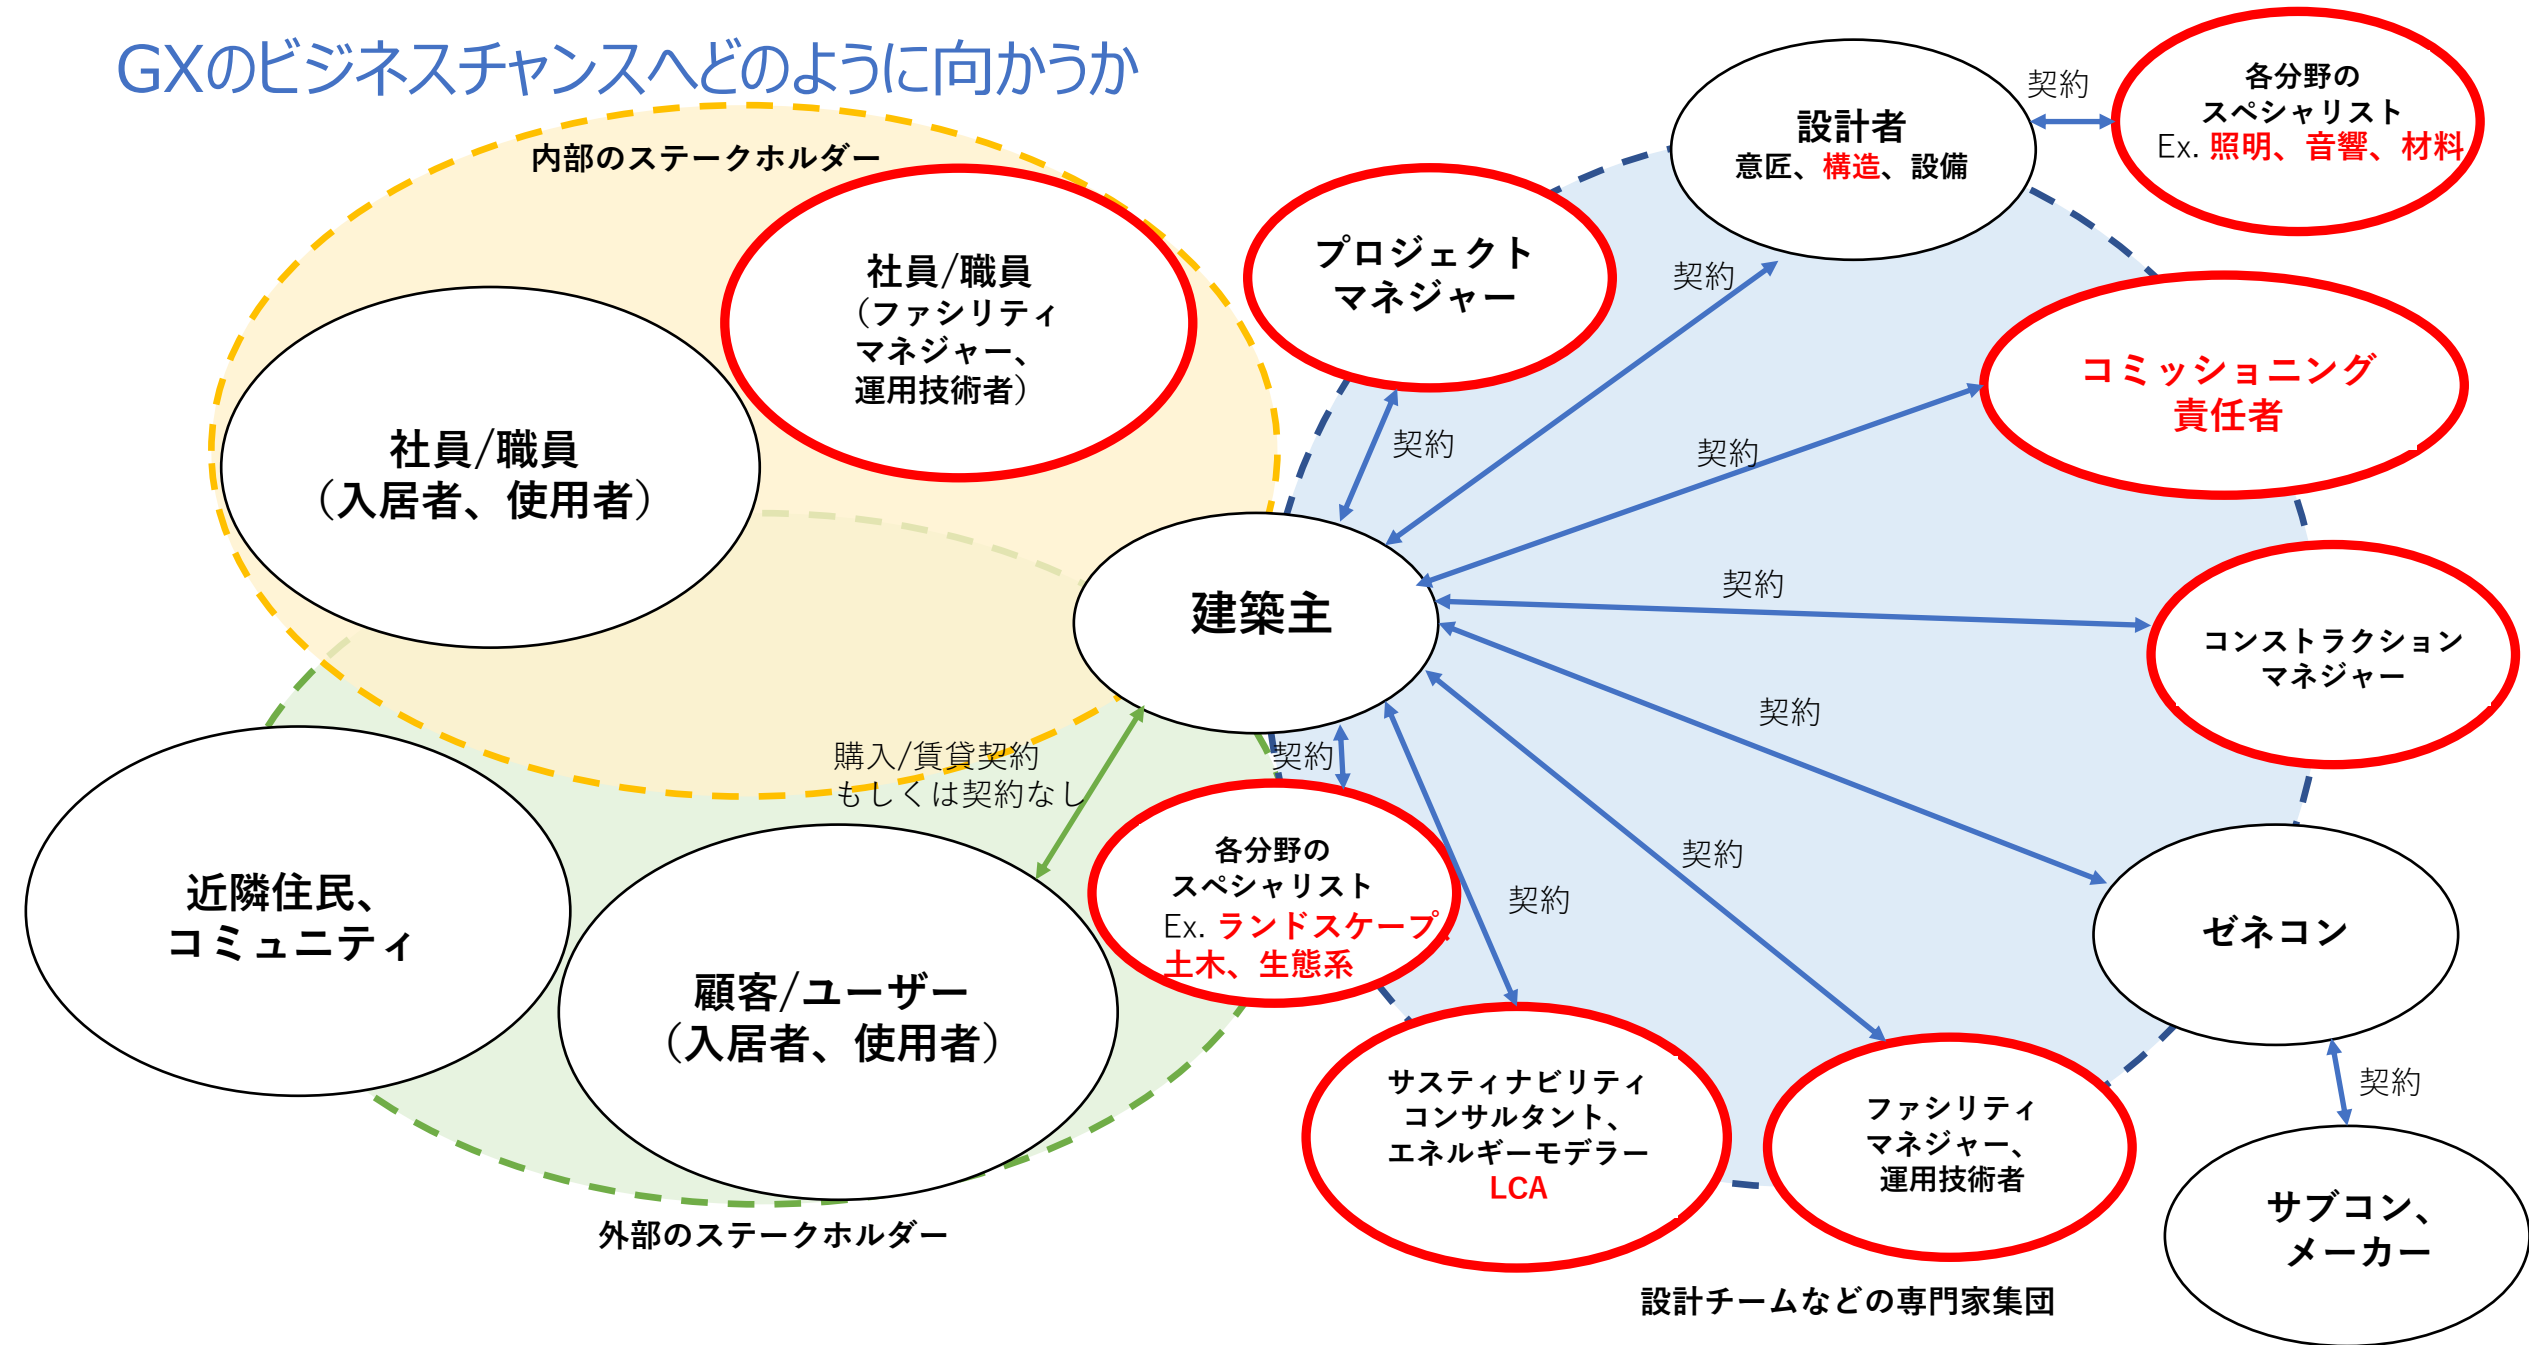 GXのビジネスチャンスへどのように向かうか
内部のステークホルダー
社員/職員
（ファシリティ
マネジャー、
運用技術者）
社員/職員
（入居者、使用者）
建築主
購入/賃貸契約
もしくは契約なし
近隣住民、
コミュニティ
顧客/ユーザー
（入居者、使用者）
外部のステークホルダー
プロジェクト
マネジャー
契約
設計者
意匠、構造、設備
契約
契約
各分野の
スペシャリスト
Ex. 照明、音響、材料
コミッショニング
責任者
契約
コンストラクション
マネジャー
契約
ゼネコン
契約
契約
サブコン、
メーカー
ファシリティ
マネジャー、
運用技術者
契約
サスティナビリティ
コンサルタント、
エネルギーモデラー
LCA
契約
各分野の
スペシャリスト
Ex. ランドスケープ、
土木、生態系
契約
設計チームなどの専門家集団